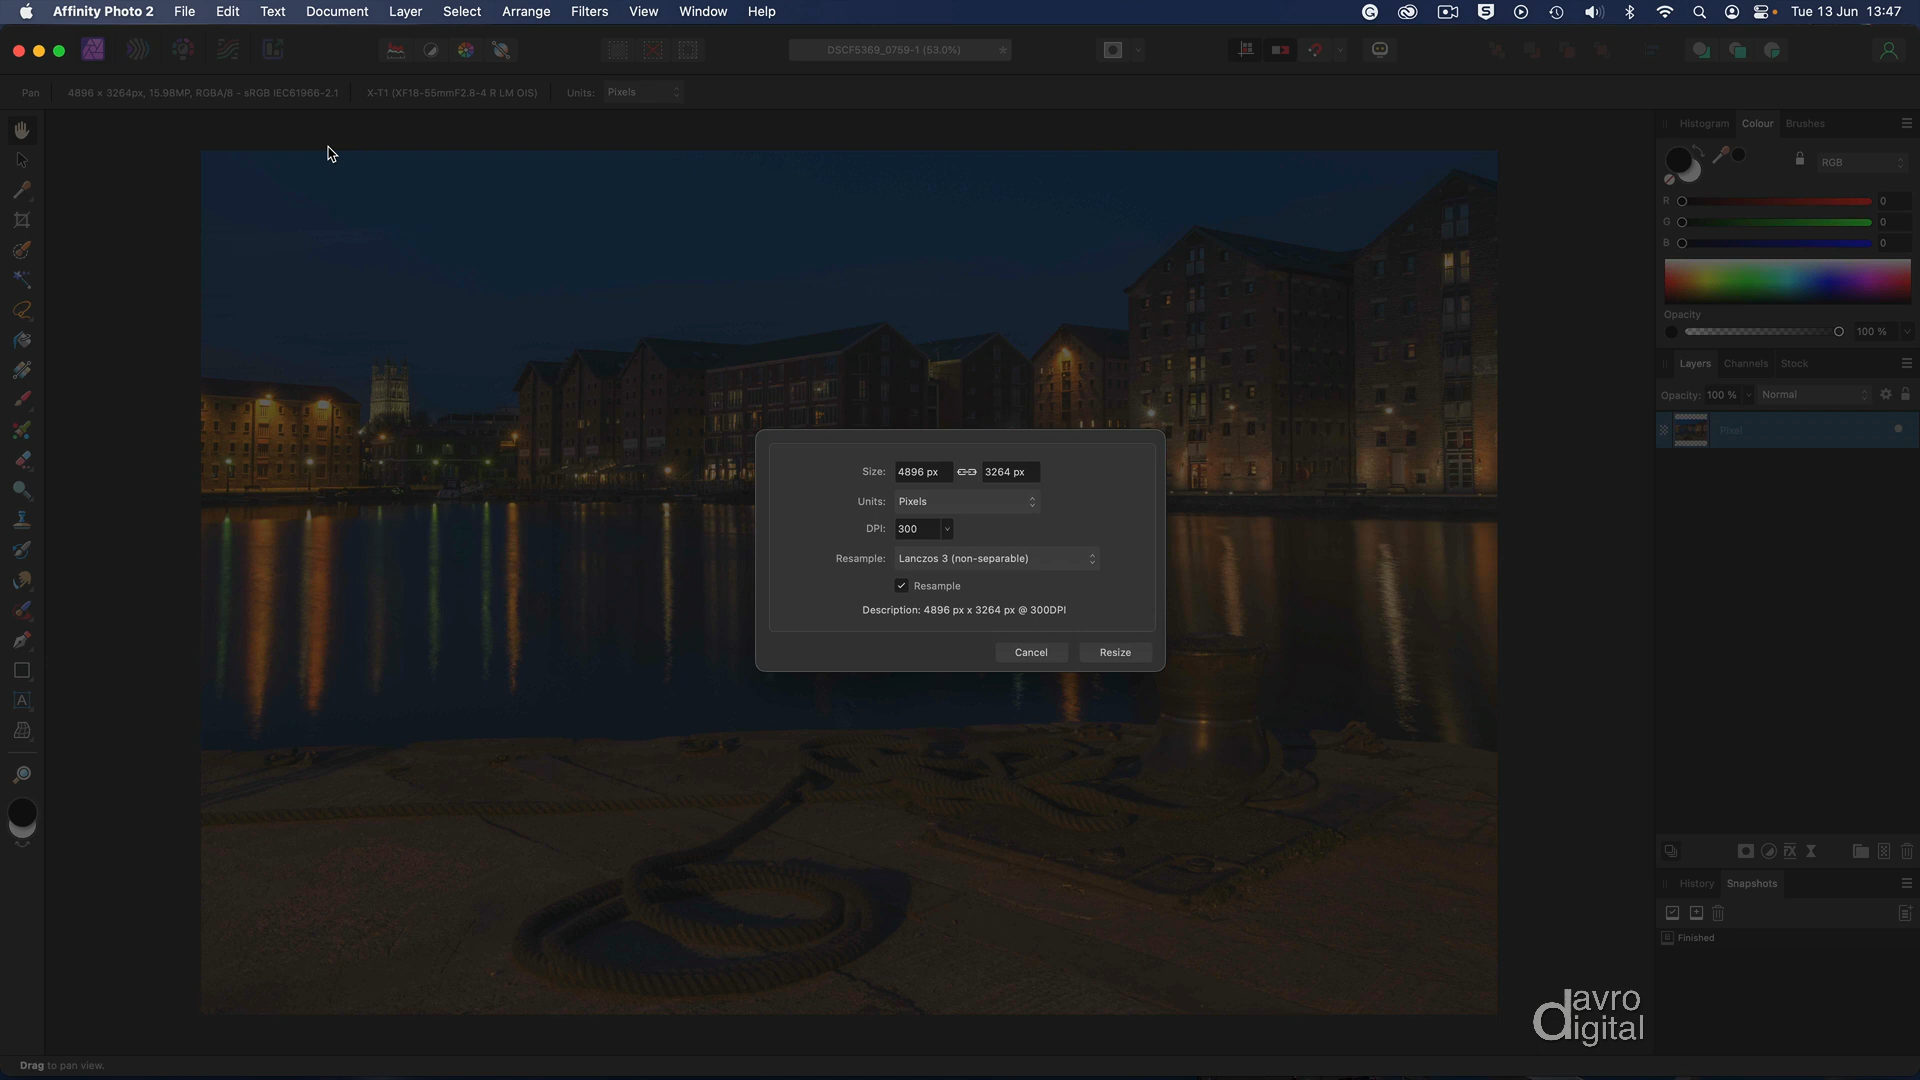 Affinity Photo 2 File Edit Text Document Layer Select Arrange Filters View Window Help Tue 13 Jun 13:47
DSCF5369_0759-1 (53.0%)
Pan 4896 × 3264px, 15.98MP, RGBA/8 - sRGB IEC61966-2.1 X-T1 (XF18-55mmF2.8-4 R LM OIS) Units: Pixels
Histogram Colour Brushes
RGB
R 0
G 0
B 0
Opacity
100 %
Layers Channels Stock
Opacity: 100 % Normal
Pixel
Size: 4896 px 3264 px
Units: Pixels
DPI: 300
Resample: Lanczos 3 (non-separable)
Resample
Description: 4896 px x 3264 px @ 300DPI
Cancel Resize
History Snapshots
Finished
davro
digital
Drag to pan view.